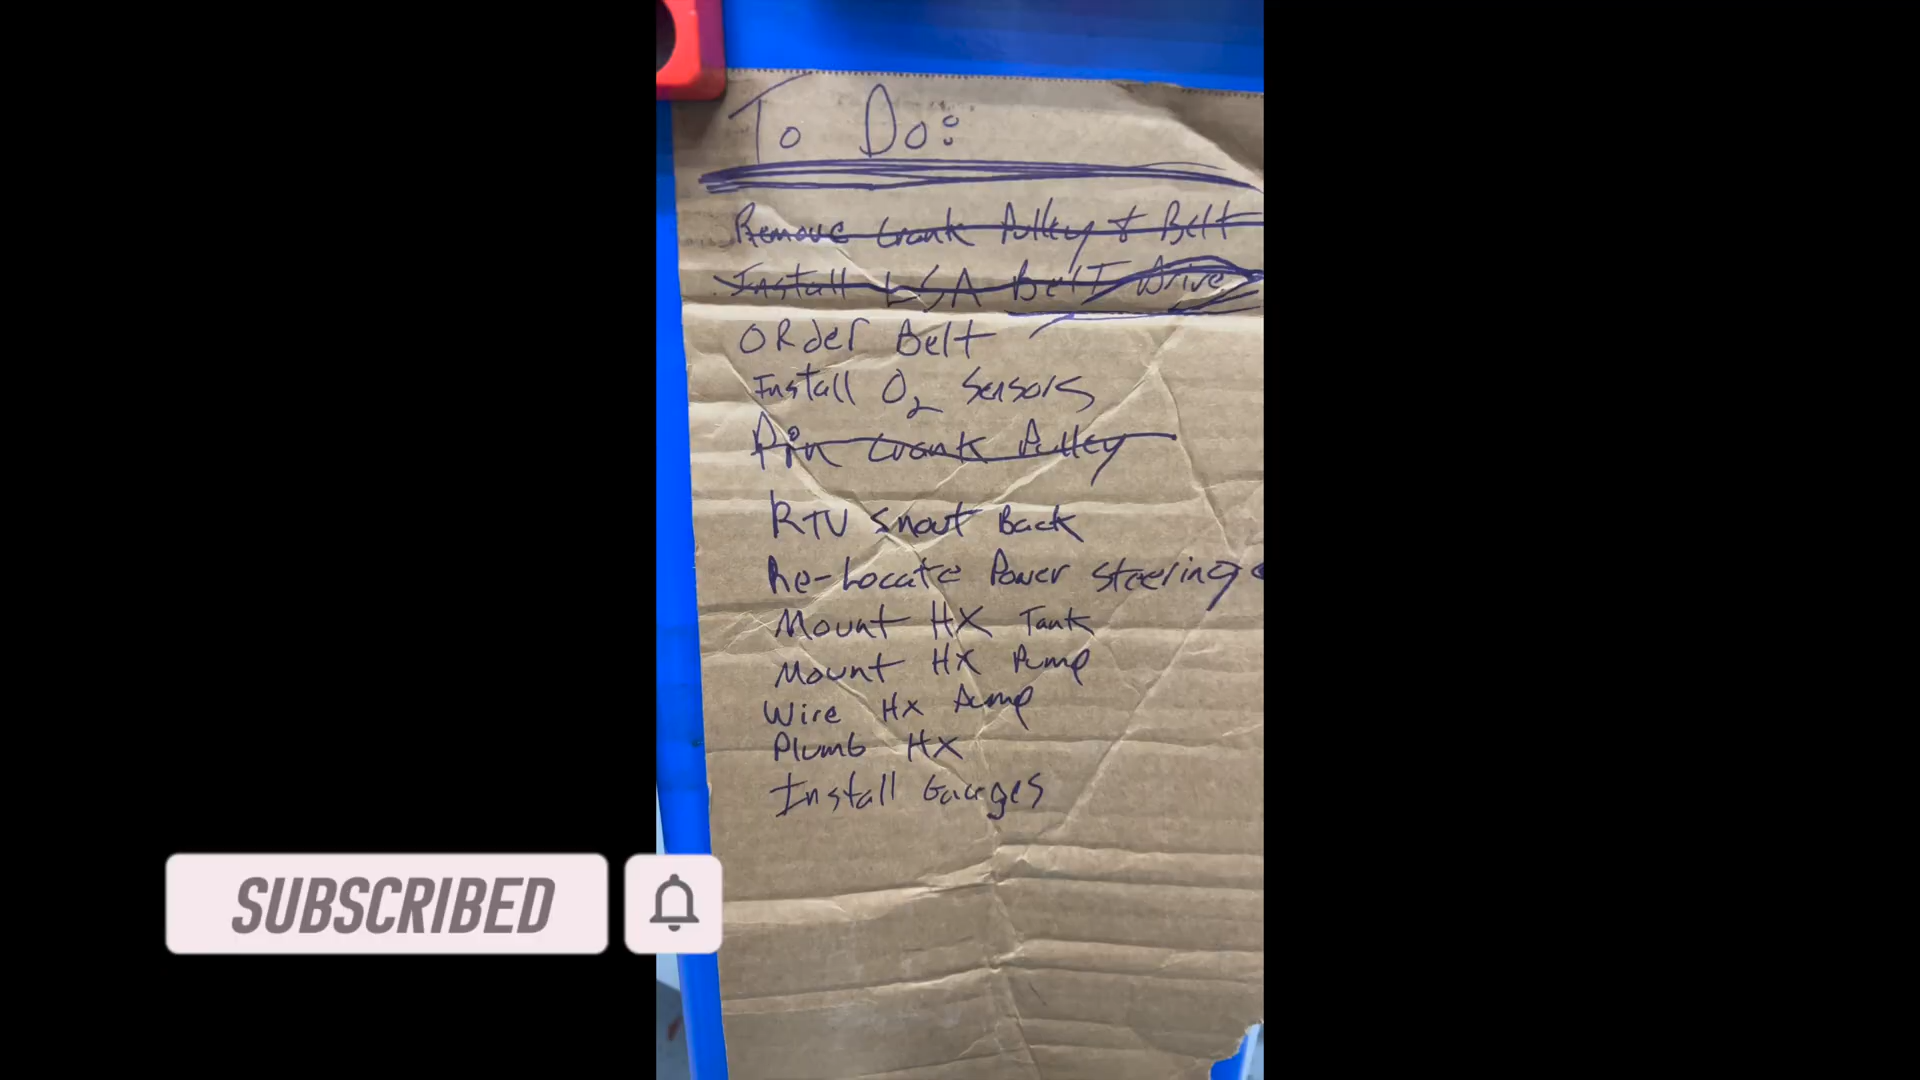 To Do:
Remove Crank Pulley & Belt
Install LSA Belt Drive
Order Belt
Install O2 Sensors
Pin Crank Pulley
RTV Snout Back
Re-Locate Power Steering
Mount HX Tank
Mount HX Pump
Wire HX Pump
Plumb HX
Install Gauges
SUBSCRIBED